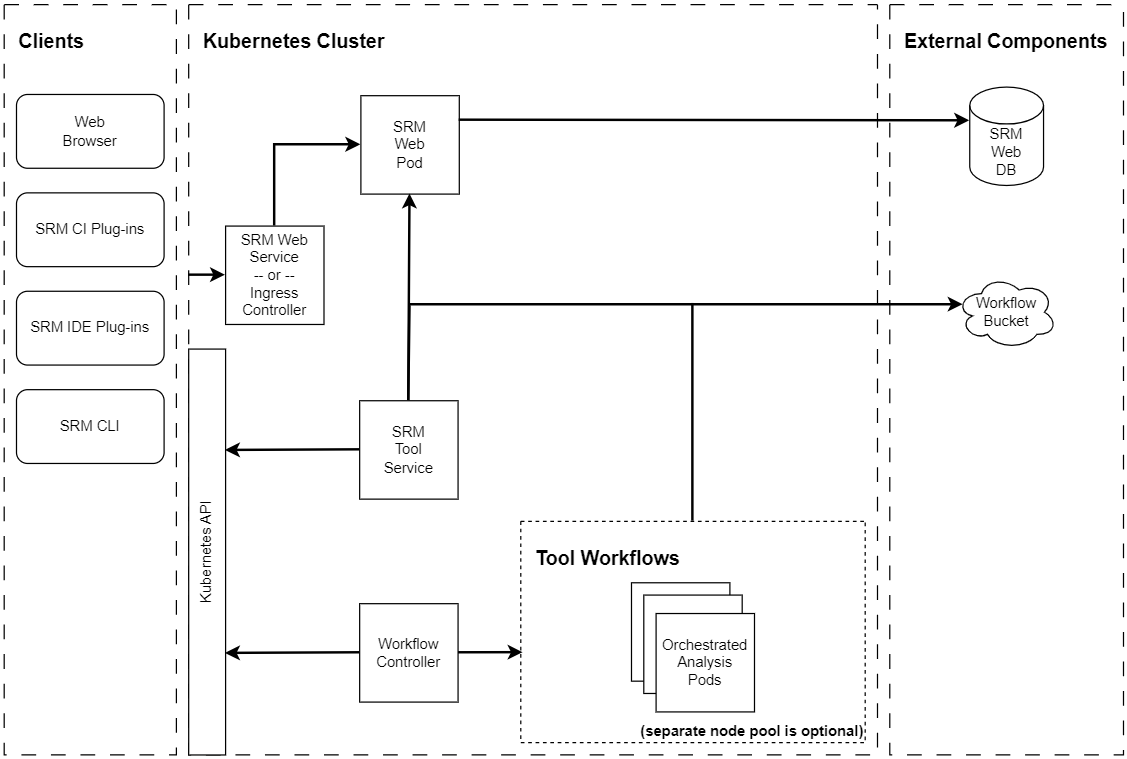 Clients
Web
Browser
SRM CI Plug-ins
SRM IDE Plug-ins
SRM CLI
Kubernetes Cluster
SRM
Web
Pod
SRM Web
Service
-- or --
Ingress
Controller
Kubernetes API
SRM
Tool
Service
Workflow
Controller
Tool Workflows
Orchestrated
Analysis
Pods
(separate node pool is optional)
External Components
SRM
Web
DB
Workflow
Bucket